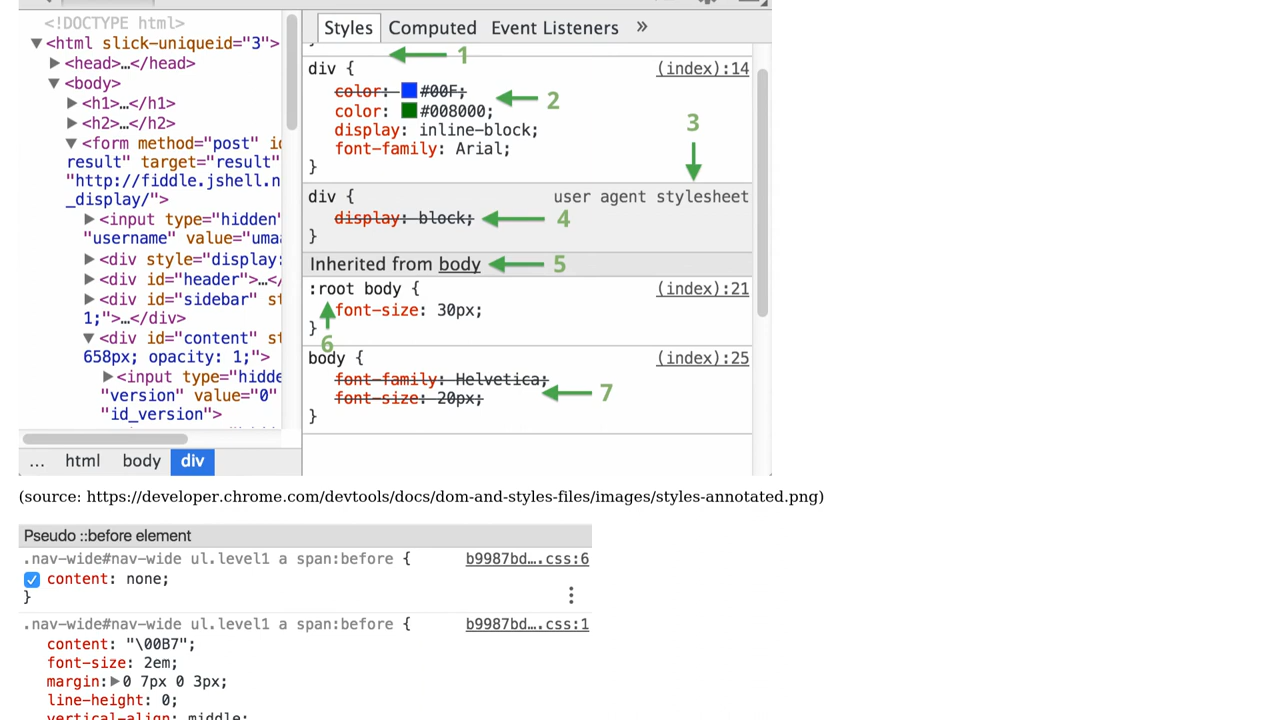 <!DOCTYPE html>
▼<html slick-uniqueid="3">
▶<head>…</head>
▼<body>
▶<h1>…</h1>
▶<h2>…</h2>
▼<form method="post"
result" target="result"
"http://fiddle.jshell.n
_display/">
▶<input type="hidden"
"username" value="uma
▶<div style="display:
▶<div id="header">…</
▶<div id="sidebar" st
1;">…</div>
▼<div id="content" st
658px; opacity: 1;">
▶<input type="hidde
"version" value="0"
"id_version">
... html body div
Styles Computed Event Listeners »
} 1
div { (index):14
color: #00F; 2
color: #008000;
display: inline-block; 3
font-family: Arial;
}
div { user agent stylesheet
display: block; 4
}
Inherited from body 5
:root body { (index):21
font-size: 30px;
} 6
body { (index):25
font-family: Helvetica; 7
font-size: 20px;
}
(source: https://developer.chrome.com/devtools/docs/dom-and-styles-files/images/styles-annotated.png)
Pseudo ::before element
.nav-wide#nav-wide ul.level1 a span:before { b9987bd….css:6
content: none;
}
.nav-wide#nav-wide ul.level1 a span:before { b9987bd….css:1
content: "\00B7";
font-size: 2em;
margin:▶0 7px 0 3px;
line-height: 0;
vertical-align: middle;